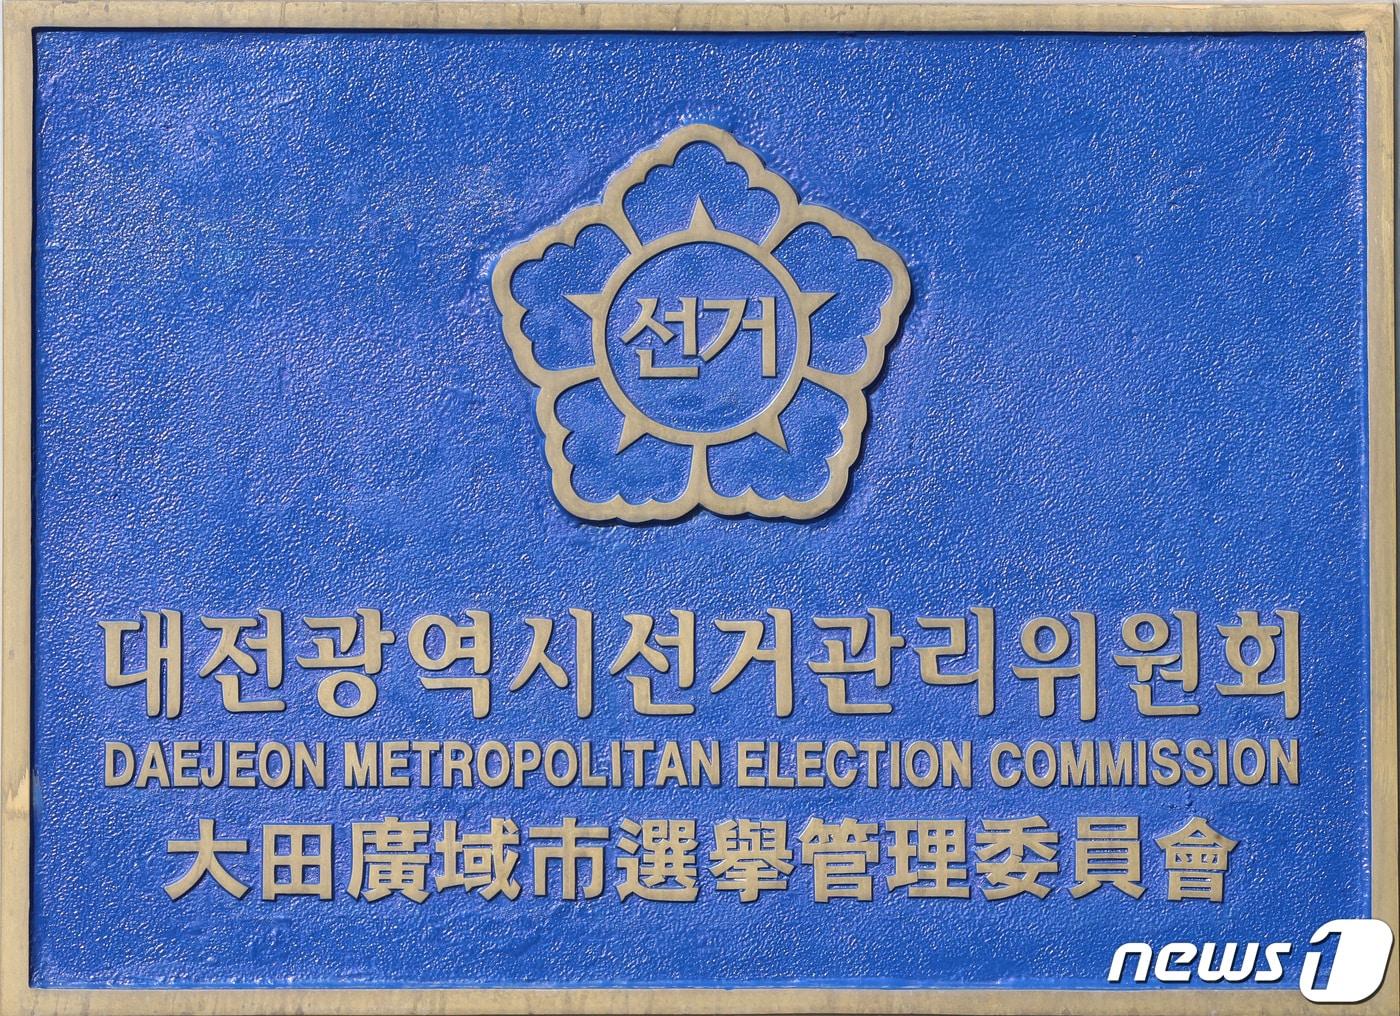 선거
대전광역시선거관리위원회
DAEJEON METROPOLITAN ELECTION COMMISSION
大田廣域市選擧管理委員會
news1